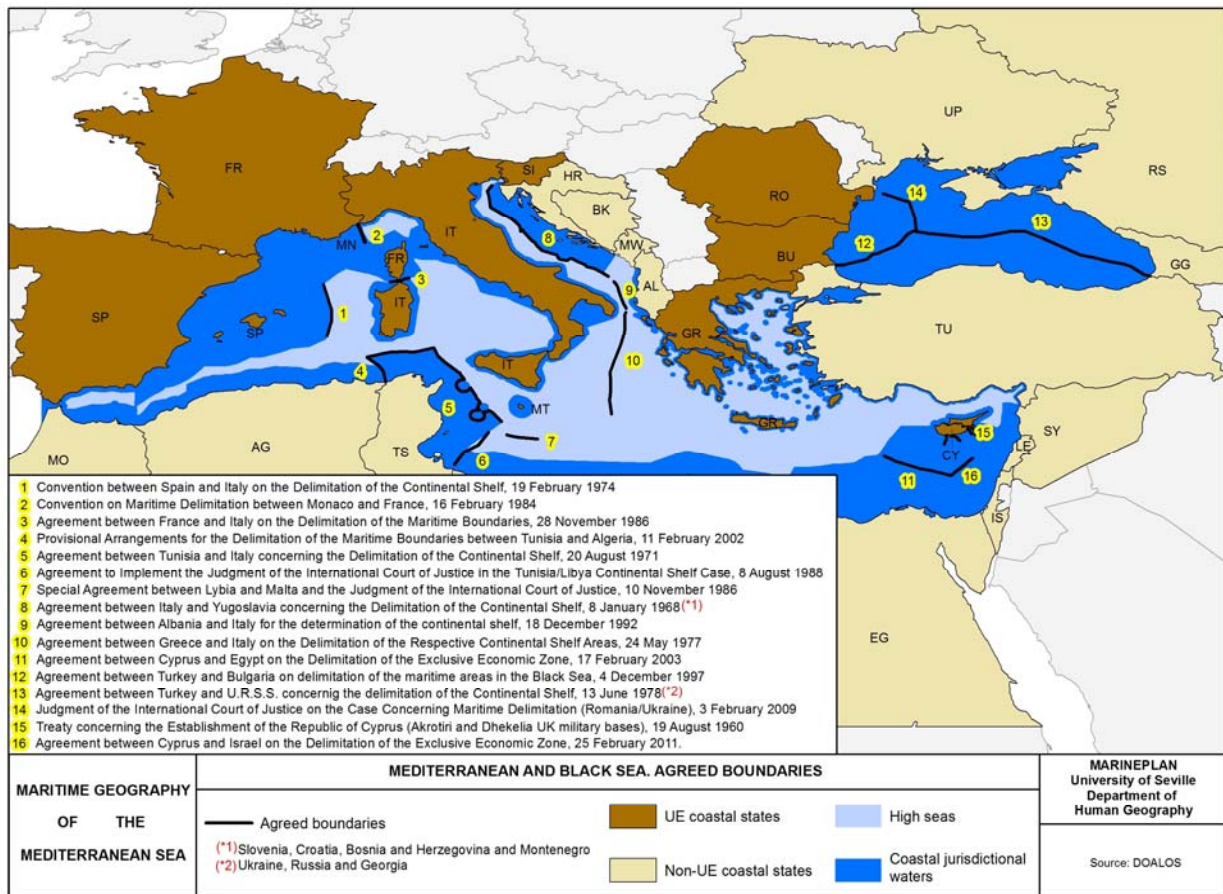 UP
RS
FR
SI
HR
RO
14
13
BK
IT
12
8
MN
2
MW
BU
GG
FR
3
9
AL
IT
SP
SP
1
TU
GR
10
IT
4
5
MT
GR
15
SY
LE
CY
7
MO
AG
TS
6
11
16
IS
EG
1 Convention between Spain and Italy on the Delimitation of the Continental Shelf, 19 February 1974
2 Convention on Maritime Delimitation between Monaco and France, 16 February 1984
3 Agreement between France and Italy on the Delimitation of the Maritime Boundaries, 28 November 1986
4 Provisional Arrangements for the Delimitation of the Maritime Boundaries between Tunisia and Algeria, 11 February 2002
5 Agreement between Tunisia and Italy concerning the Delimitation of the Continental Shelf, 20 August 1971
6 Agreement to Implement the Judgment of the International Court of Justice in the Tunisia/Libya Continental Shelf Case, 8 August 1988
7 Special Agreement between Lybia and Malta and the Judgment of the International Court of Justice, 10 November 1986
8 Agreement between Italy and Yugoslavia concerning the Delimitation of the Continental Shelf, 8 January 1968(*1)
9 Agreement between Albania and Italy for the determination of the continental shelf, 18 December 1992
10 Agreement between Greece and Italy on the Delimitation of the Respective Continental Shelf Areas, 24 May 1977
11 Agreement between Cyprus and Egypt on the Delimitation of the Exclusive Economic Zone, 17 February 2003
12 Agreement between Turkey and Bulgaria on delimitation of the maritime areas in the Black Sea, 4 December 1997
13 Agreement between Turkey and U.R.S.S. concernig the delimitation of the Continental Shelf, 13 June 1978(*2)
14 Judgment of the International Court of Justice on the Case Concerning Maritime Delimitation (Romania/Ukraine), 3 February 2009
15 Treaty concerning the Establishment of the Republic of Cyprus (Akrotiri and Dhekelia UK military bases), 19 August 1960
16 Agreement between Cyprus and Israel on the Delimitation of the Exclusive Economic Zone, 25 February 2011.
MARITIME GEOGRAPHY
OF THE
MEDITERRANEAN SEA
MEDITERRANEAN AND BLACK SEA. AGREED BOUNDARIES
Agreed boundaries
(*1)Slovenia, Croatia, Bosnia and Herzegovina and Montenegro
(*2)Ukraine, Russia and Georgia
UE coastal states
Non-UE coastal states
High seas
Coastal jurisdictional
waters
MARINEPLAN
University of Seville
Department of
Human Geography
Source: DOALOS